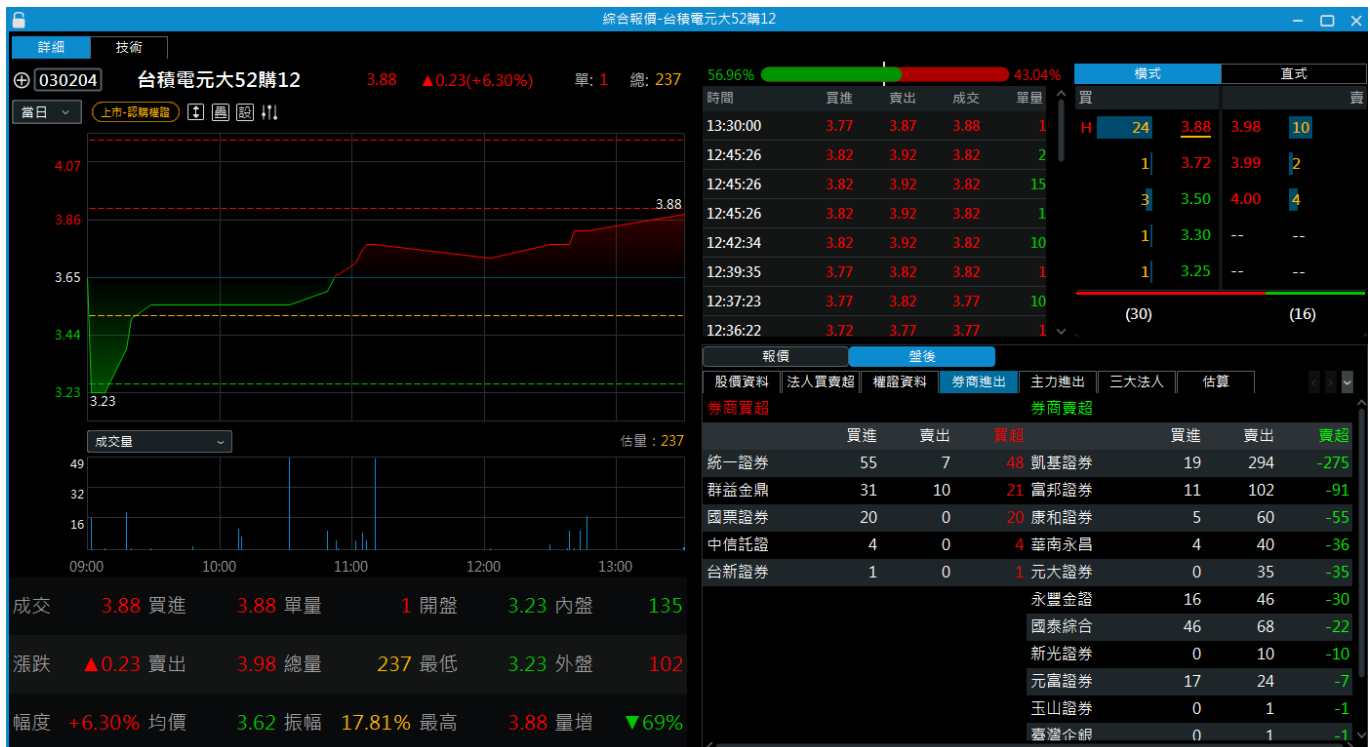 綜合報價-台積電元大52購12
詳細 技術
030204 台積電元大52購12 3.88 ▲0.23(+6.30%) 單: 1 總: 237
當日 上市-認購權證 設
4.07
3.86
3.65
3.44
3.23
3.88
3.23
成交量 估量：237
49
32
16
09:00 10:00 11:00 12:00 13:00
成交 3.88 買進 3.88 單量 1 開盤 3.23 內盤 135
漲跌 ▲0.23 賣出 3.98 總量 237 最低 3.23 外盤 102
幅度 +6.30% 均價 3.62 振幅 17.81% 最高 3.88 量增 ▼69%
56.96% 43.04%
時間 買進 賣出 成交 單量
13:30:00 3.77 3.87 3.88 1
12:45:26 3.82 3.92 3.82 2
12:45:26 3.82 3.92 3.82 15
12:45:26 3.82 3.92 3.82 1
12:42:34 3.82 3.92 3.82 10
12:39:35 3.77 3.82 3.82 1
12:37:23 3.77 3.82 3.77 10
12:36:22 3.72 3.77 3.77 1
橫式 直式
買 賣
H 24 3.88 3.98 10
1 3.72 3.99 2
3 3.50 4.00 4
1 3.30 -- --
1 3.25 -- --
(30) (16)
報價 盤後
股價資料 法人買賣超 權證資料 券商進出 主力進出 三大法人 估算
券商買超 券商賣超
買進 賣出 買超 買進 賣出 賣超
統一證券 55 7 48 凱基證券 19 294 -275
群益金鼎 31 10 21 富邦證券 11 102 -91
國票證券 20 0 20 康和證券 5 60 -55
中信託證 4 0 4 華南永昌 4 40 -36
台新證券 1 0 1 元大證券 0 35 -35
永豐金證 16 46 -30
國泰綜合 46 68 -22
新光證券 0 10 -10
元富證券 17 24 -7
玉山證券 0 1 -1
臺灣企銀 0 1 -1